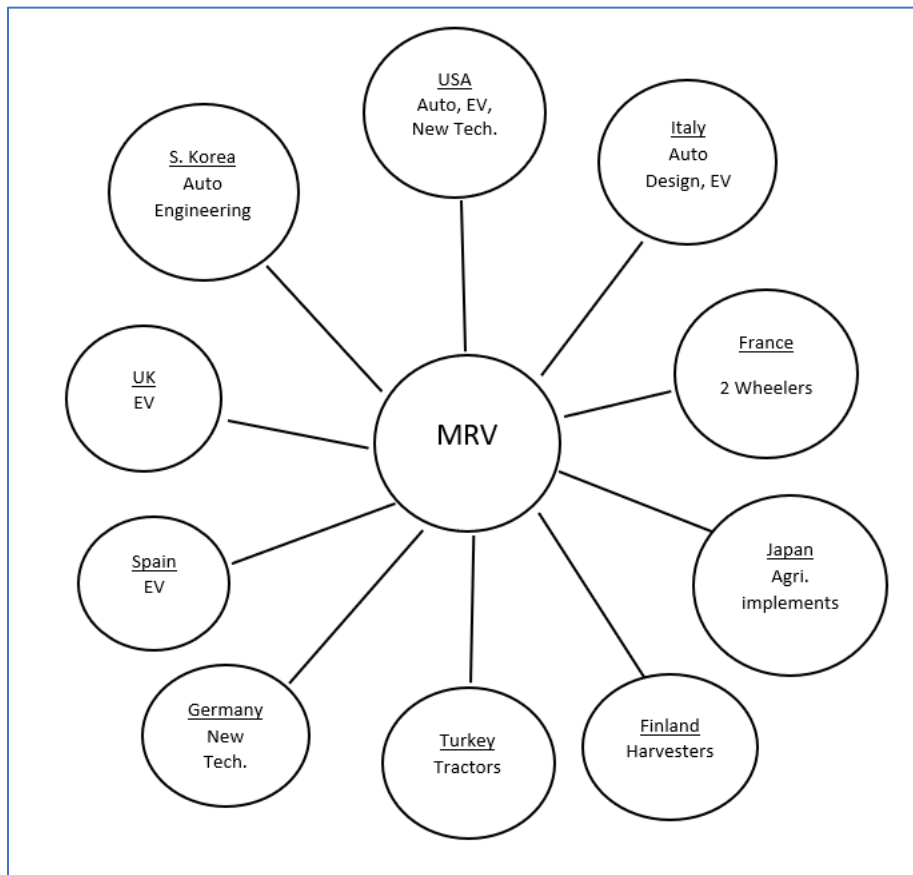 USA
Auto, EV,
New Tech.
Italy
Auto
Design, EV
S. Korea
Auto
Engineering
France
2 Wheelers
UK
EV
MRV
Japan
Agri.
implements
Spain
EV
Germany
New
Tech.
Turkey
Tractors
Finland
Harvesters